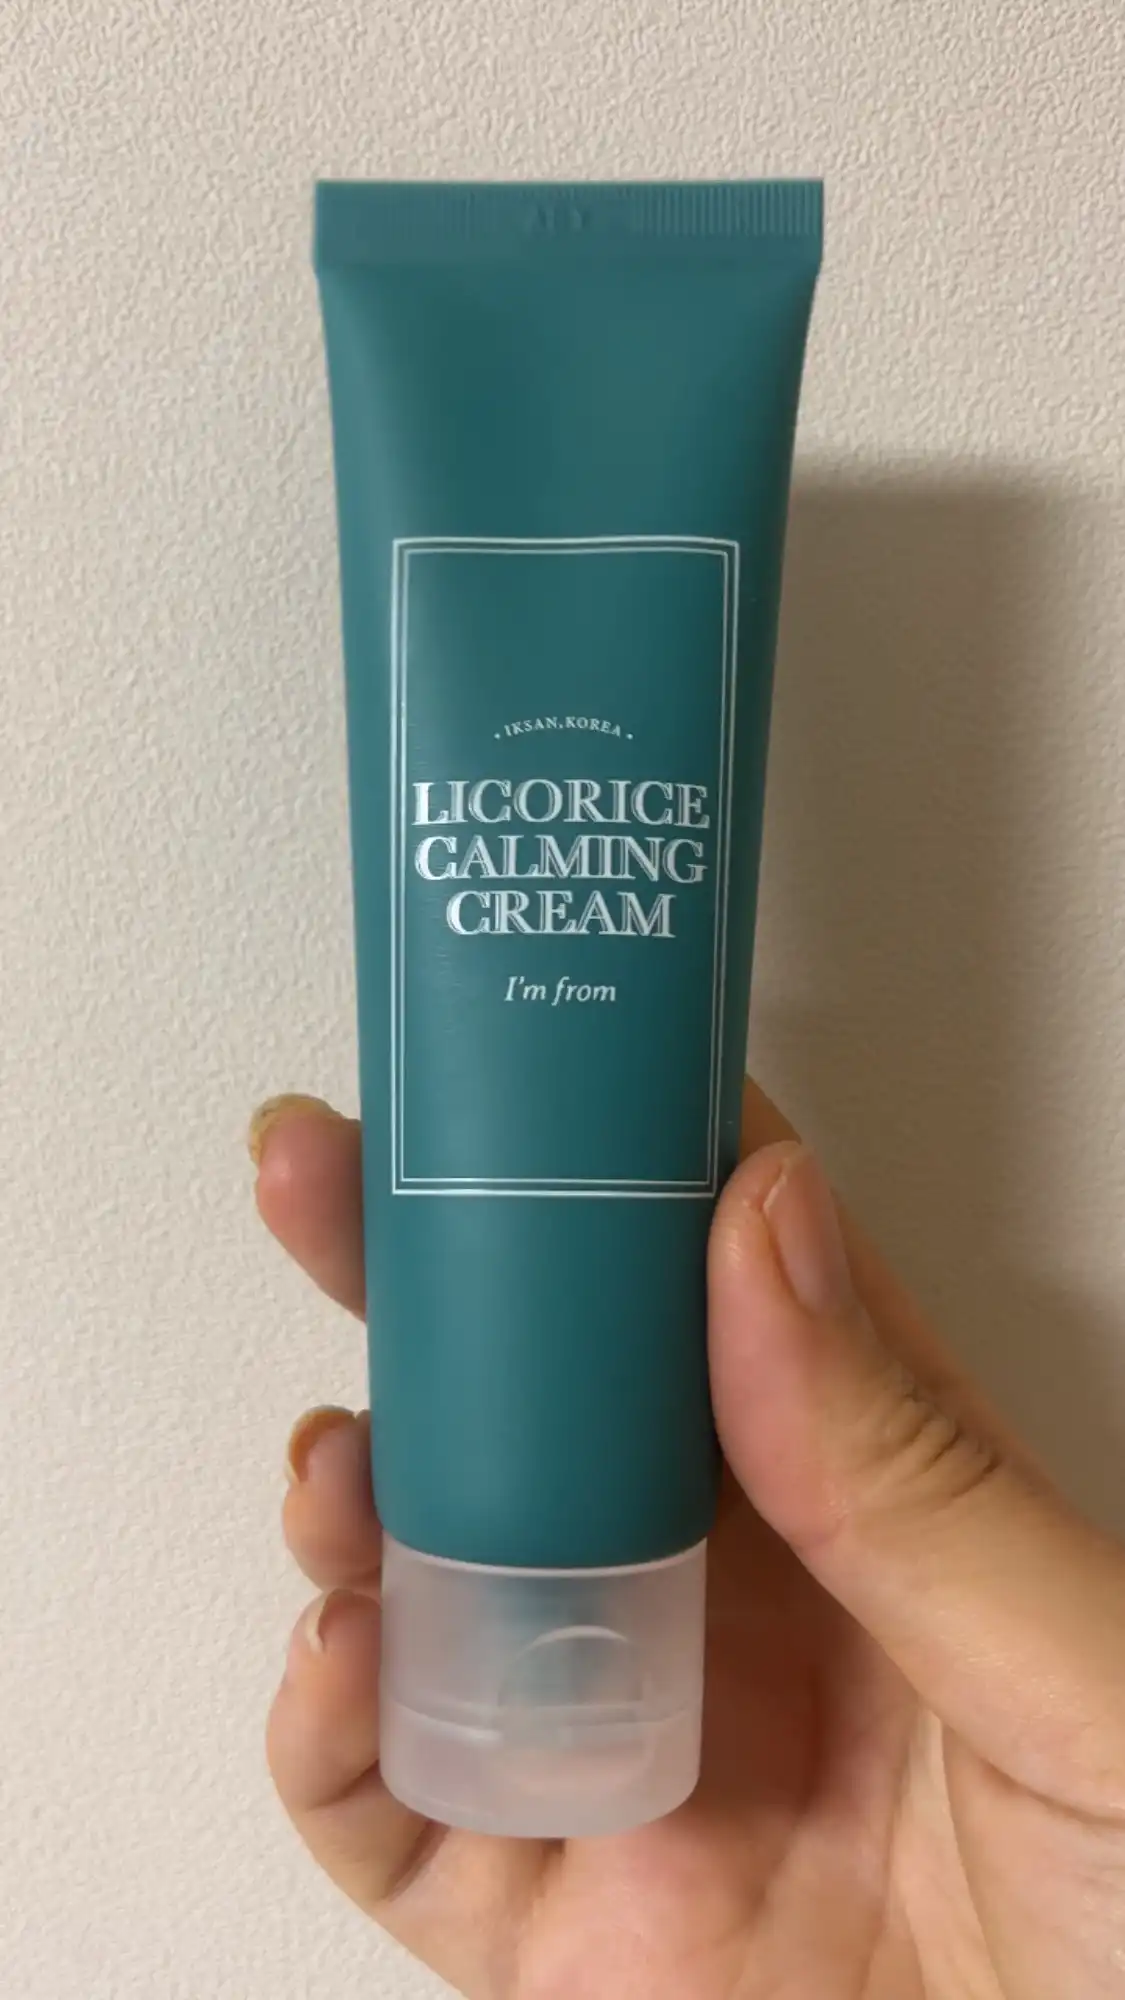 • IKSAN, KOREA •
LICORICE
CALMING
CREAM
I'm from